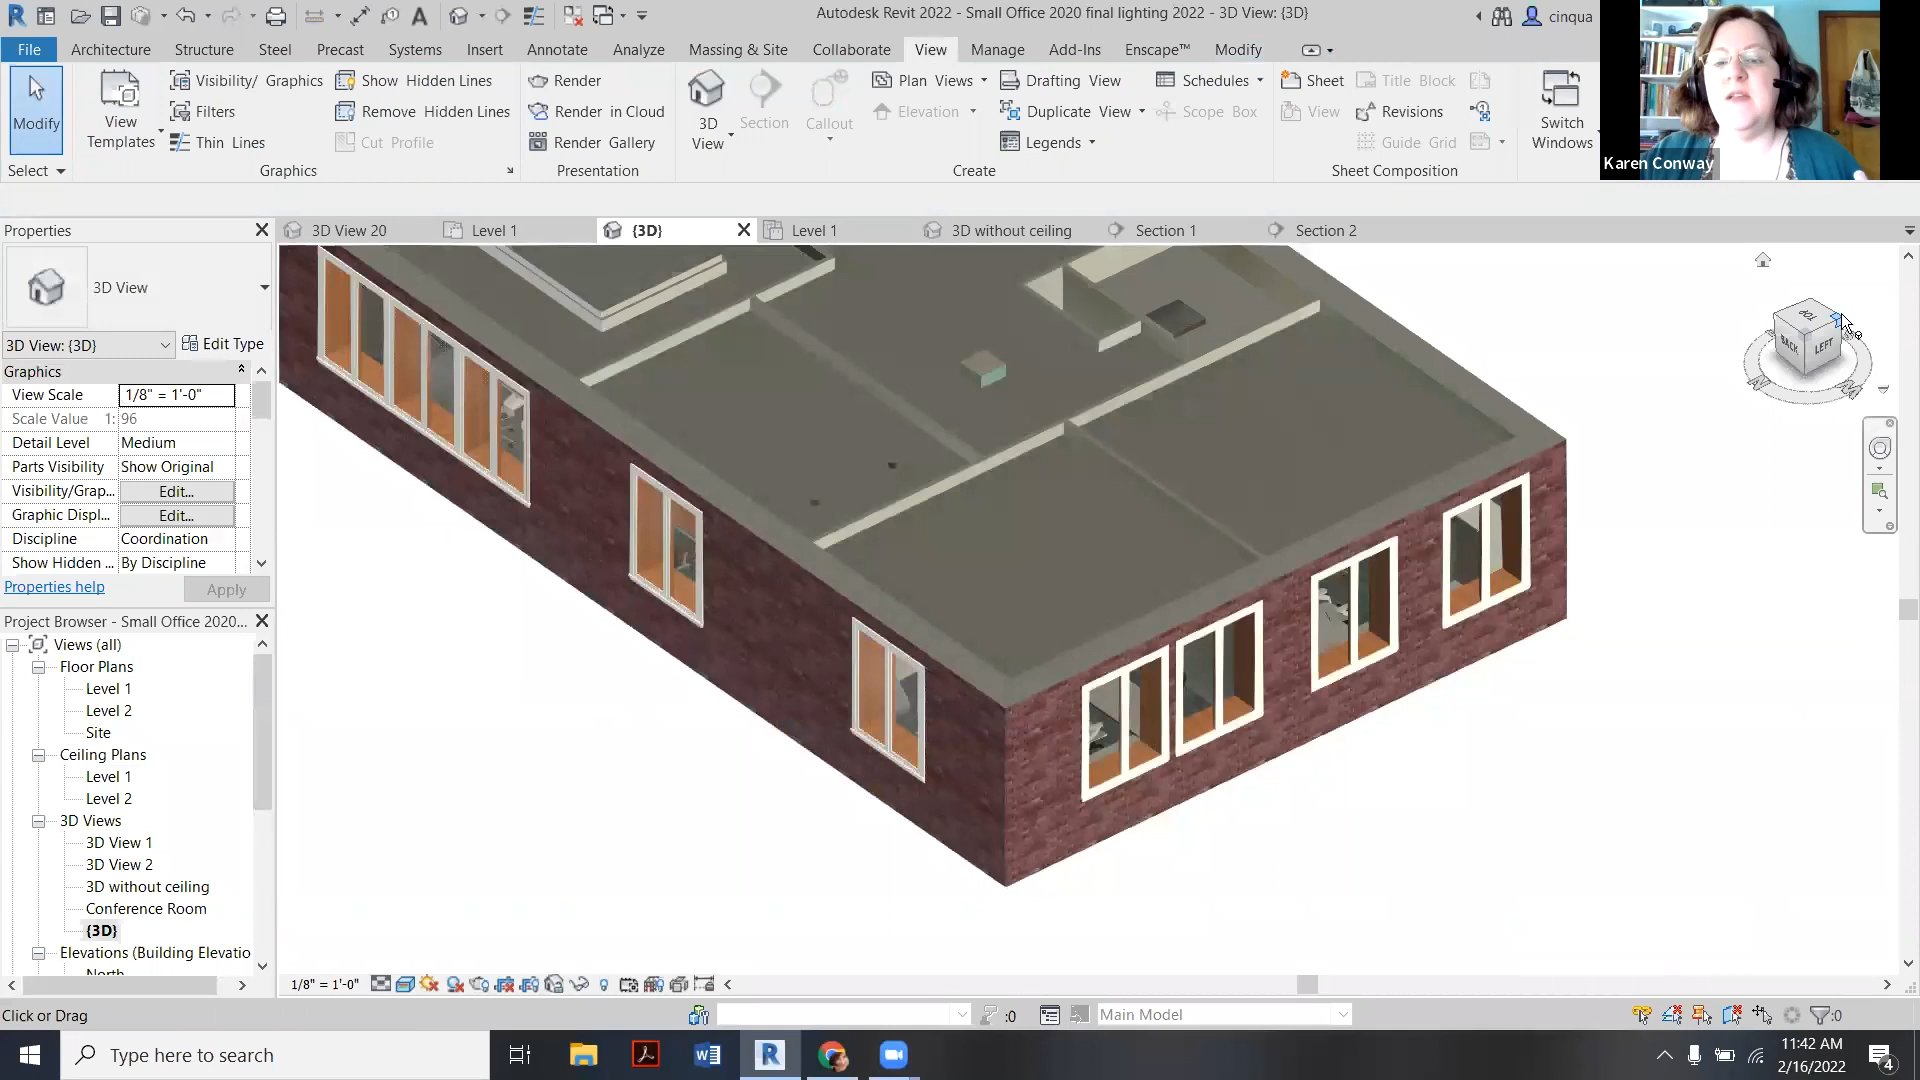 Autodesk Revit 2022 - Small Office 2020 final lighting 2022 - 3D View: {3D}
cinqua
File Architecture Structure Steel Precast Systems Insert Annotate Analyze Massing & Site Collaborate View Manage Add-Ins Enscape™ Modify
Modify
View Templates
Visibility/ Graphics
Filters
Thin Lines
Show Hidden Lines
Remove Hidden Lines
Cut Profile
Render
Render in Cloud
Render Gallery
3D View
Section
Callout
Plan Views
Elevation
Drafting View
Duplicate View
Legends
Schedules
Scope Box
Sheet
View
Title Block
Revisions
Guide Grid
Switch Windows
Karen Conway
Select Graphics Presentation Create Sheet Composition
Properties
3D View 20 Level 1 {3D} Level 1 3D without ceiling Section 1 Section 2
3D View
3D View: {3D} Edit Type
Graphics
View Scale 1/8" = 1'-0"
Scale Value 1: 96
Detail Level Medium
Parts Visibility Show Original
Visibility/Grap... Edit...
Graphic Displ... Edit...
Discipline Coordination
Show Hidden ... By Discipline
Properties help Apply
TOP
BACK
LEFT
Project Browser - Small Office 2020...
Views (all)
Floor Plans
Level 1
Level 2
Site
Ceiling Plans
Level 1
Level 2
3D Views
3D View 1
3D View 2
3D without ceiling
Conference Room
{3D}
Elevations (Building Elevatio
North
1/8" = 1'-0"
Click or Drag
:0
Main Model
:0
Type here to search
11:42 AM
2/16/2022
4